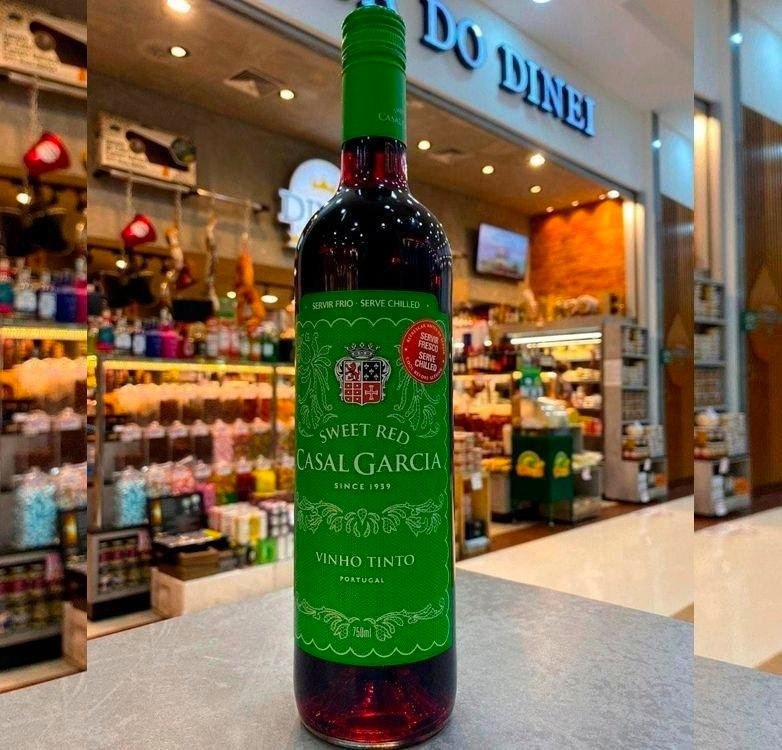 DO DINEI
DIN
CASAL
SERVIR FRIO · SERVE CHILLED ·
SERVIR
FRESCO
SERVE
CHILLED
SWEET RED
CASAL GARCIA
SINCE 1939
VINHO TINTO
PORTUGAL
750ml